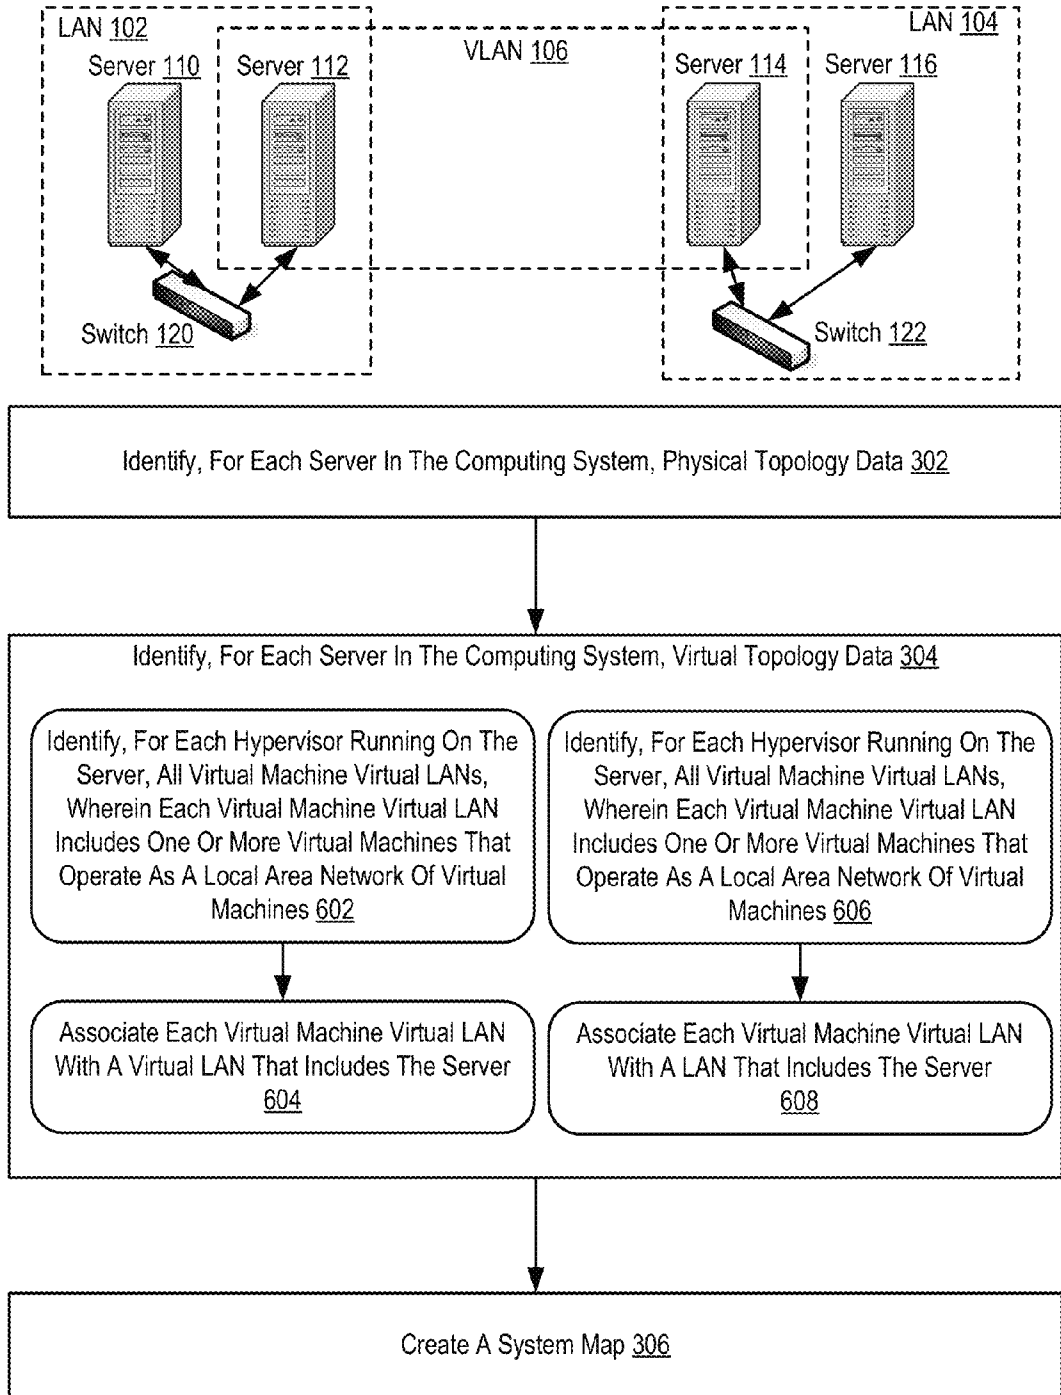 LAN 102
VLAN 106
LAN 104
Server 110
Server 112
Server 114
Server 116
Switch 120
Switch 122
Identify, For Each Server In The Computing System, Physical Topology Data 302
Identify, For Each Server In The Computing System, Virtual Topology Data 304
Identify, For Each Hypervisor Running On The
Server, All Virtual Machine Virtual LANs,
Wherein Each Virtual Machine Virtual LAN
Includes One Or More Virtual Machines That
Operate As A Local Area Network Of Virtual
Machines 602
Identify, For Each Hypervisor Running On The
Server, All Virtual Machine Virtual LANs,
Wherein Each Virtual Machine Virtual LAN
Includes One Or More Virtual Machines That
Operate As A Local Area Network Of Virtual
Machines 606
Associate Each Virtual Machine Virtual LAN
With A Virtual LAN That Includes The Server
604
Associate Each Virtual Machine Virtual LAN
With A LAN That Includes The Server
608
Create A System Map 306